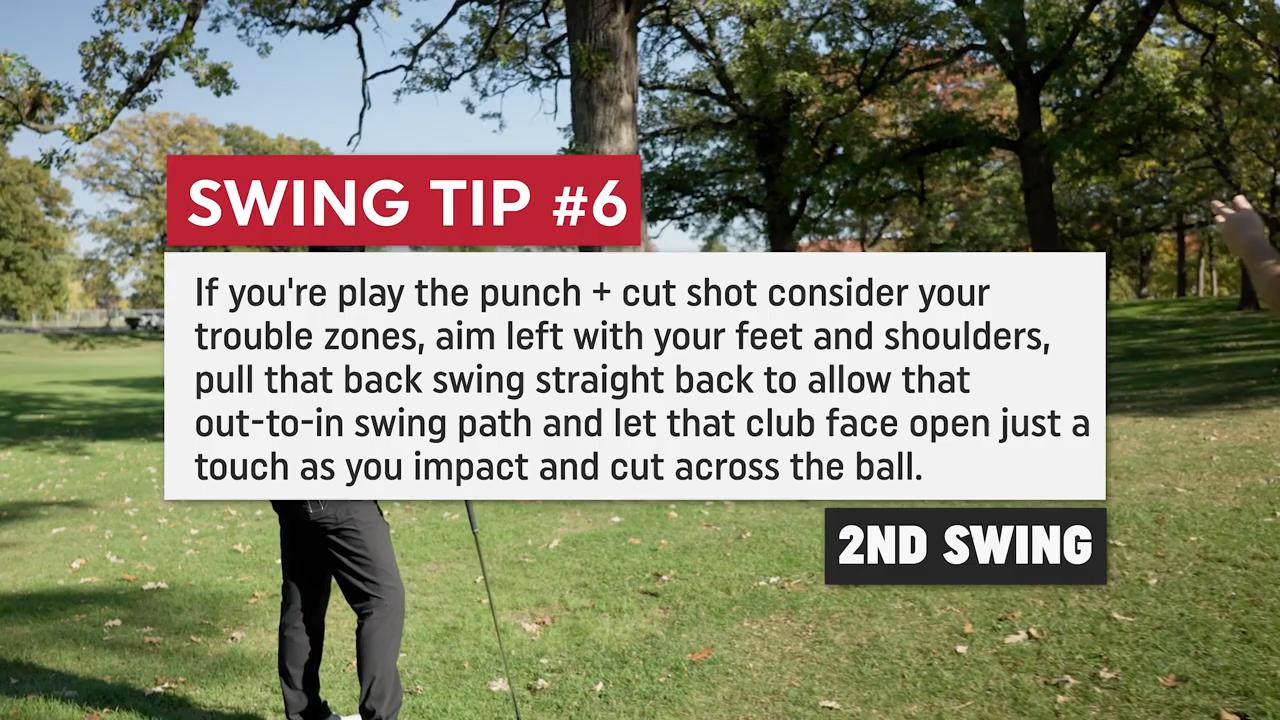 SWING TIP #6
If you're play the punch + cut shot consider your
trouble zones, aim left with your feet and shoulders,
pull that back swing straight back to allow that
out-to-in swing path and let that club face open just a
touch as you impact and cut across the ball.
2ND SWING